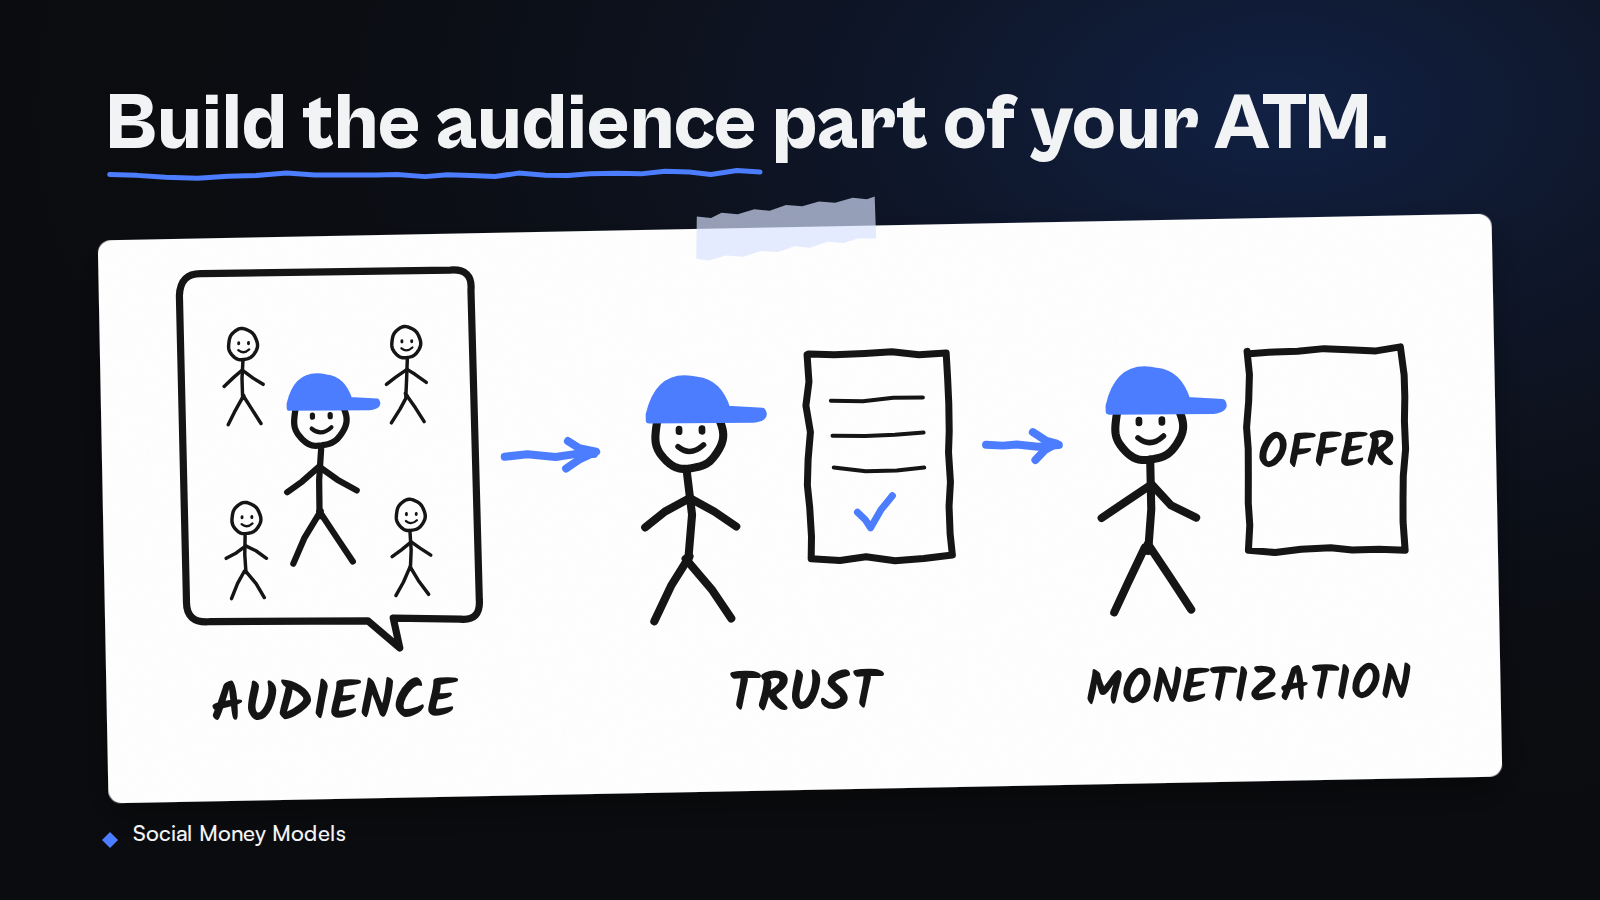 Build the audience part of your ATM.
OFFER
AUDIENCE
TRUST
MONETIZATION
Social Money Models